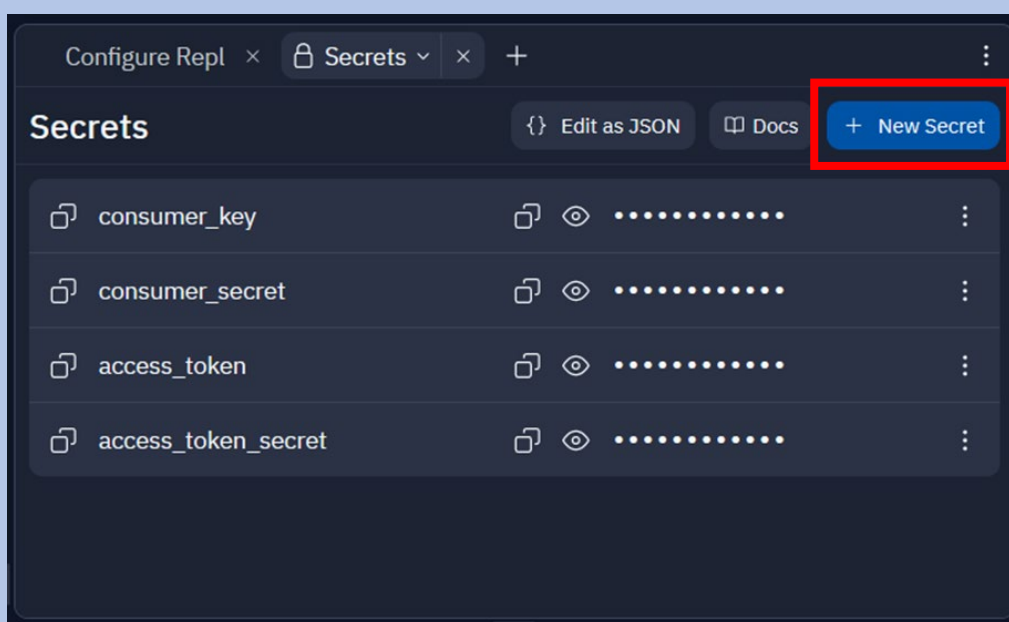 Configure Repl Secrets
Secrets {} Edit as JSON Docs + New Secret
consumer_key ••••••••••••
consumer_secret ••••••••••••
access_token ••••••••••••
access_token_secret ••••••••••••